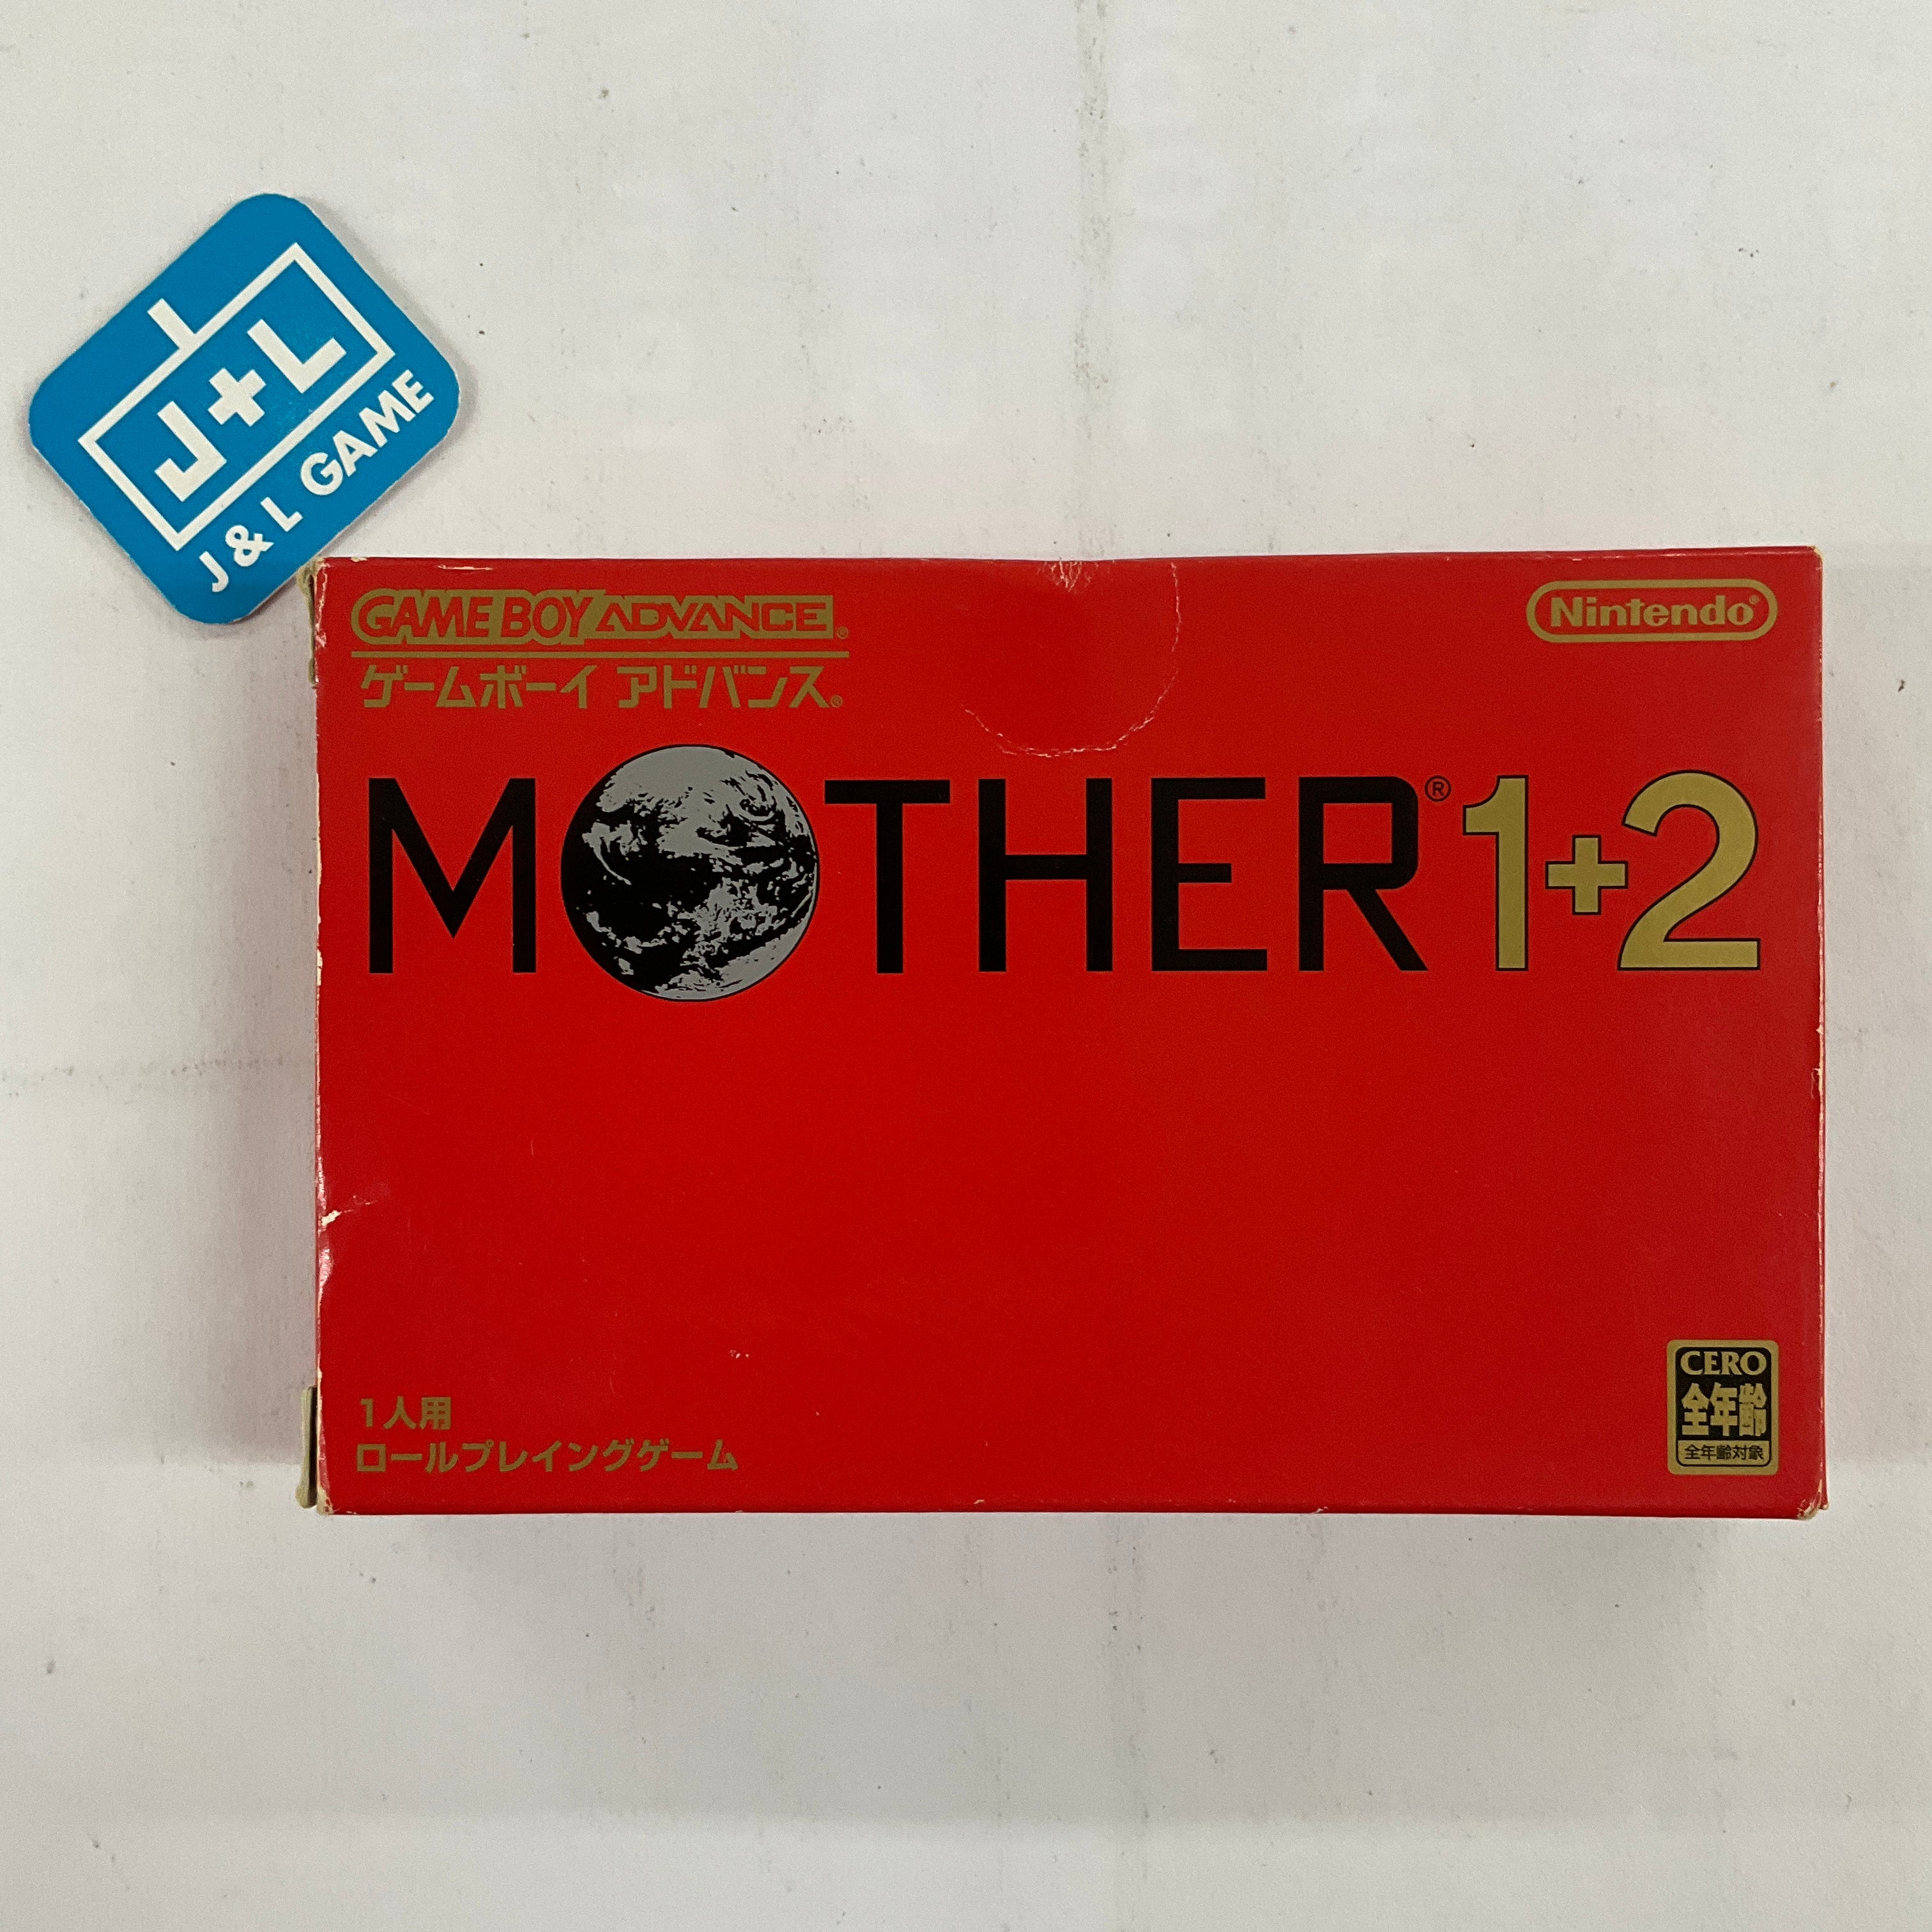 J+L
J & L GAME
GAME BOY ADVANCE®
Nintendo®
ゲームボーイ アドバンス®
MOTHER® 1+2
1人用
ロールプレイングゲーム
CERO
全年齢
全年齢対象